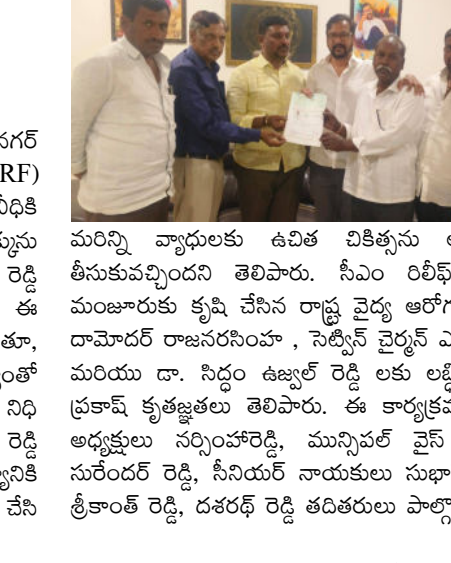 నగర్
RF)
నిధికి
క్కును
రెడ్డి
ఈ
తూ,
ంతో
నిధి
రెడ్డి
చేసి
మరిన్ని వ్యాధులకు ఉచిత చికిత్సను
తీసుకువచ్చిందని తెలిపారు. సీఎం రిలీఫ్
మంజూరుకు కృషి చేసిన రాష్ట్ర వైద్య ఆరోగ
దామోదర్ రాజనరసింహ , సెట్విన్ చైర్మన్ ఎ
మరియు డా. సిద్ధం ఉజ్వల్ రెడ్డి లకు లబ్ధి
ప్రకాష్ కృతజ్ఞతలు తెలిపారు. ఈ కార్యక్రమ
అధ్యక్షులు నర్సింహారెడ్డి, మున్సిపల్ వైస్
సురేందర్ రెడ్డి, సీనియర్ నాయకులు సుభా
శ్రీకాంత్ రెడ్డి, దశరథ్ రెడ్డి తదితరులు పాల్గొ